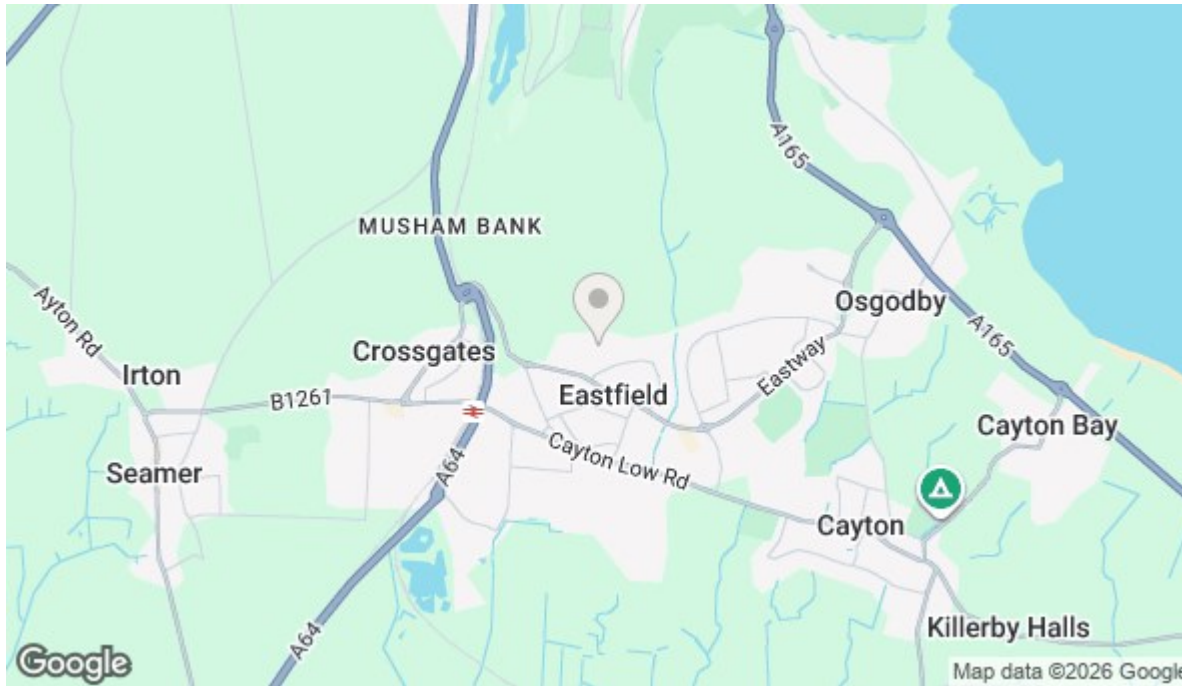 A165
MUSHAM BANK
Ayton Rd
Osgodby
Crossgates
A165
Irton
Eastway
Eastfield
B1261
Cayton Bay
Seamer
A64
Cayton Low Rd
Cayton
A64
Killerby Halls
Google
Map data ©2026 Google